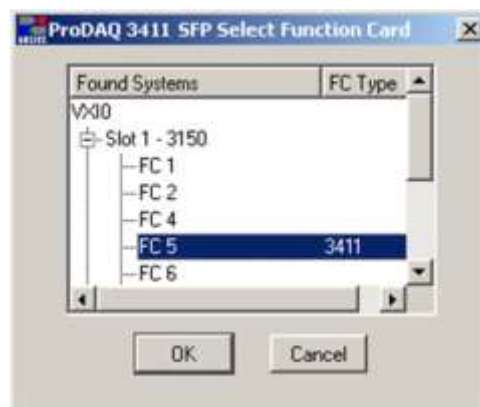 ProDAQ 3411 SFP Select Function Card
Found Systems FC Type
VXI0
Slot 1 - 3150
FC 1
FC 2
FC 4
FC 5 3411
FC 6
OK Cancel